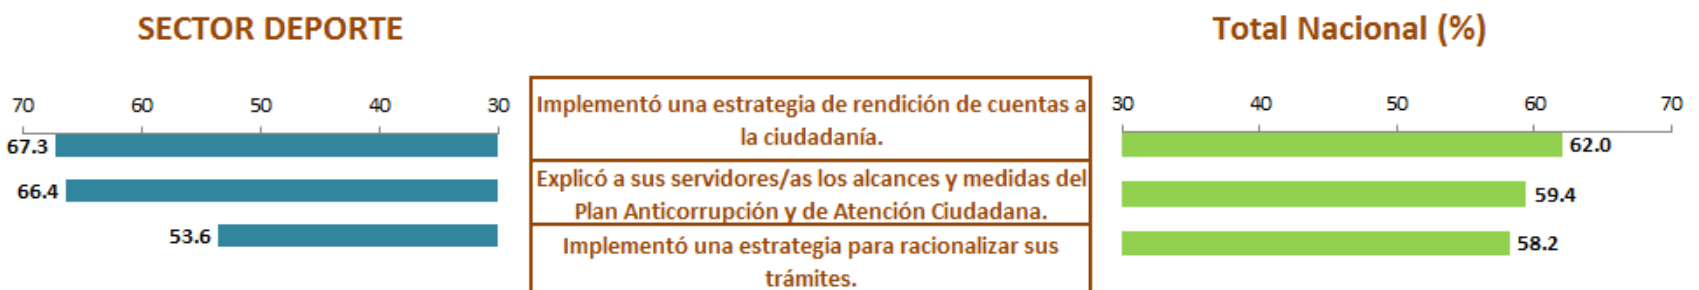 SECTOR DEPORTE
Total Nacional (%)
70 60 50 40 30
30 40 50 60 70
Implementó una estrategia de rendición de cuentas a
la ciudadanía.
67.3
62.0
Explicó a sus servidores/as los alcances y medidas del
Plan Anticorrupción y de Atención Ciudadana.
66.4
59.4
Implementó una estrategia para racionalizar sus
trámites.
53.6
58.2